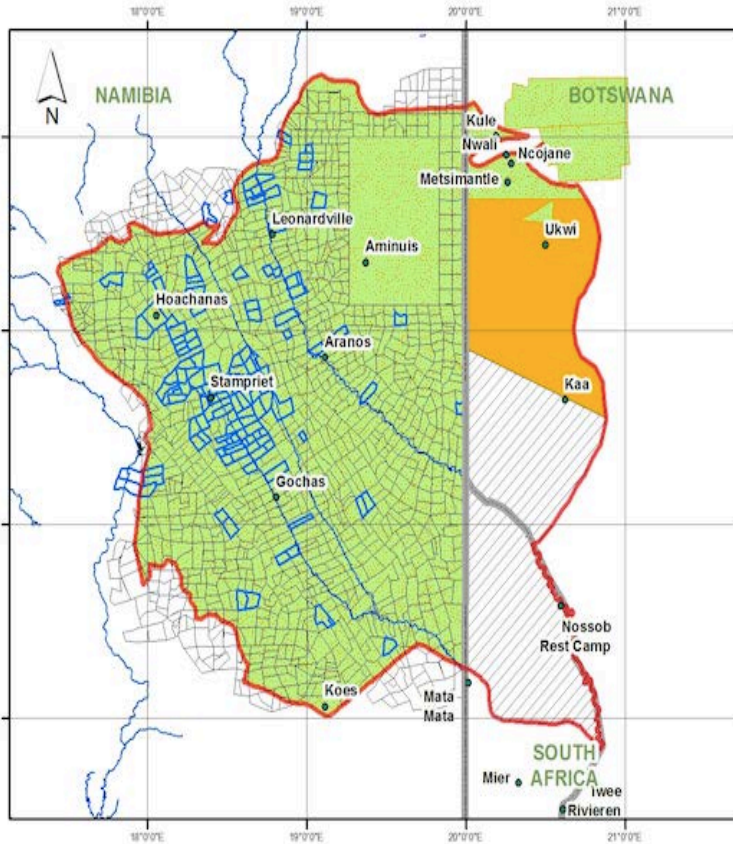 18°0'0"E 19°0'0"E 20°0'0"E 21°0'0"E
NAMIBIA
BOTSWANA
N
Kule
Nwali
Ncojane
Metsimantle
Leonardville
Ukwi
Aminuis
Hoachanas
Aranos
Stampriet
Kaa
Gochas
Nossob
Rest Camp
Koes
Mata
Mata
SOUTH
AFRICA
Mier
Twee
Rivieren
18°0'0"E 19°0'0"E 20°0'0"E 21°0'0"E